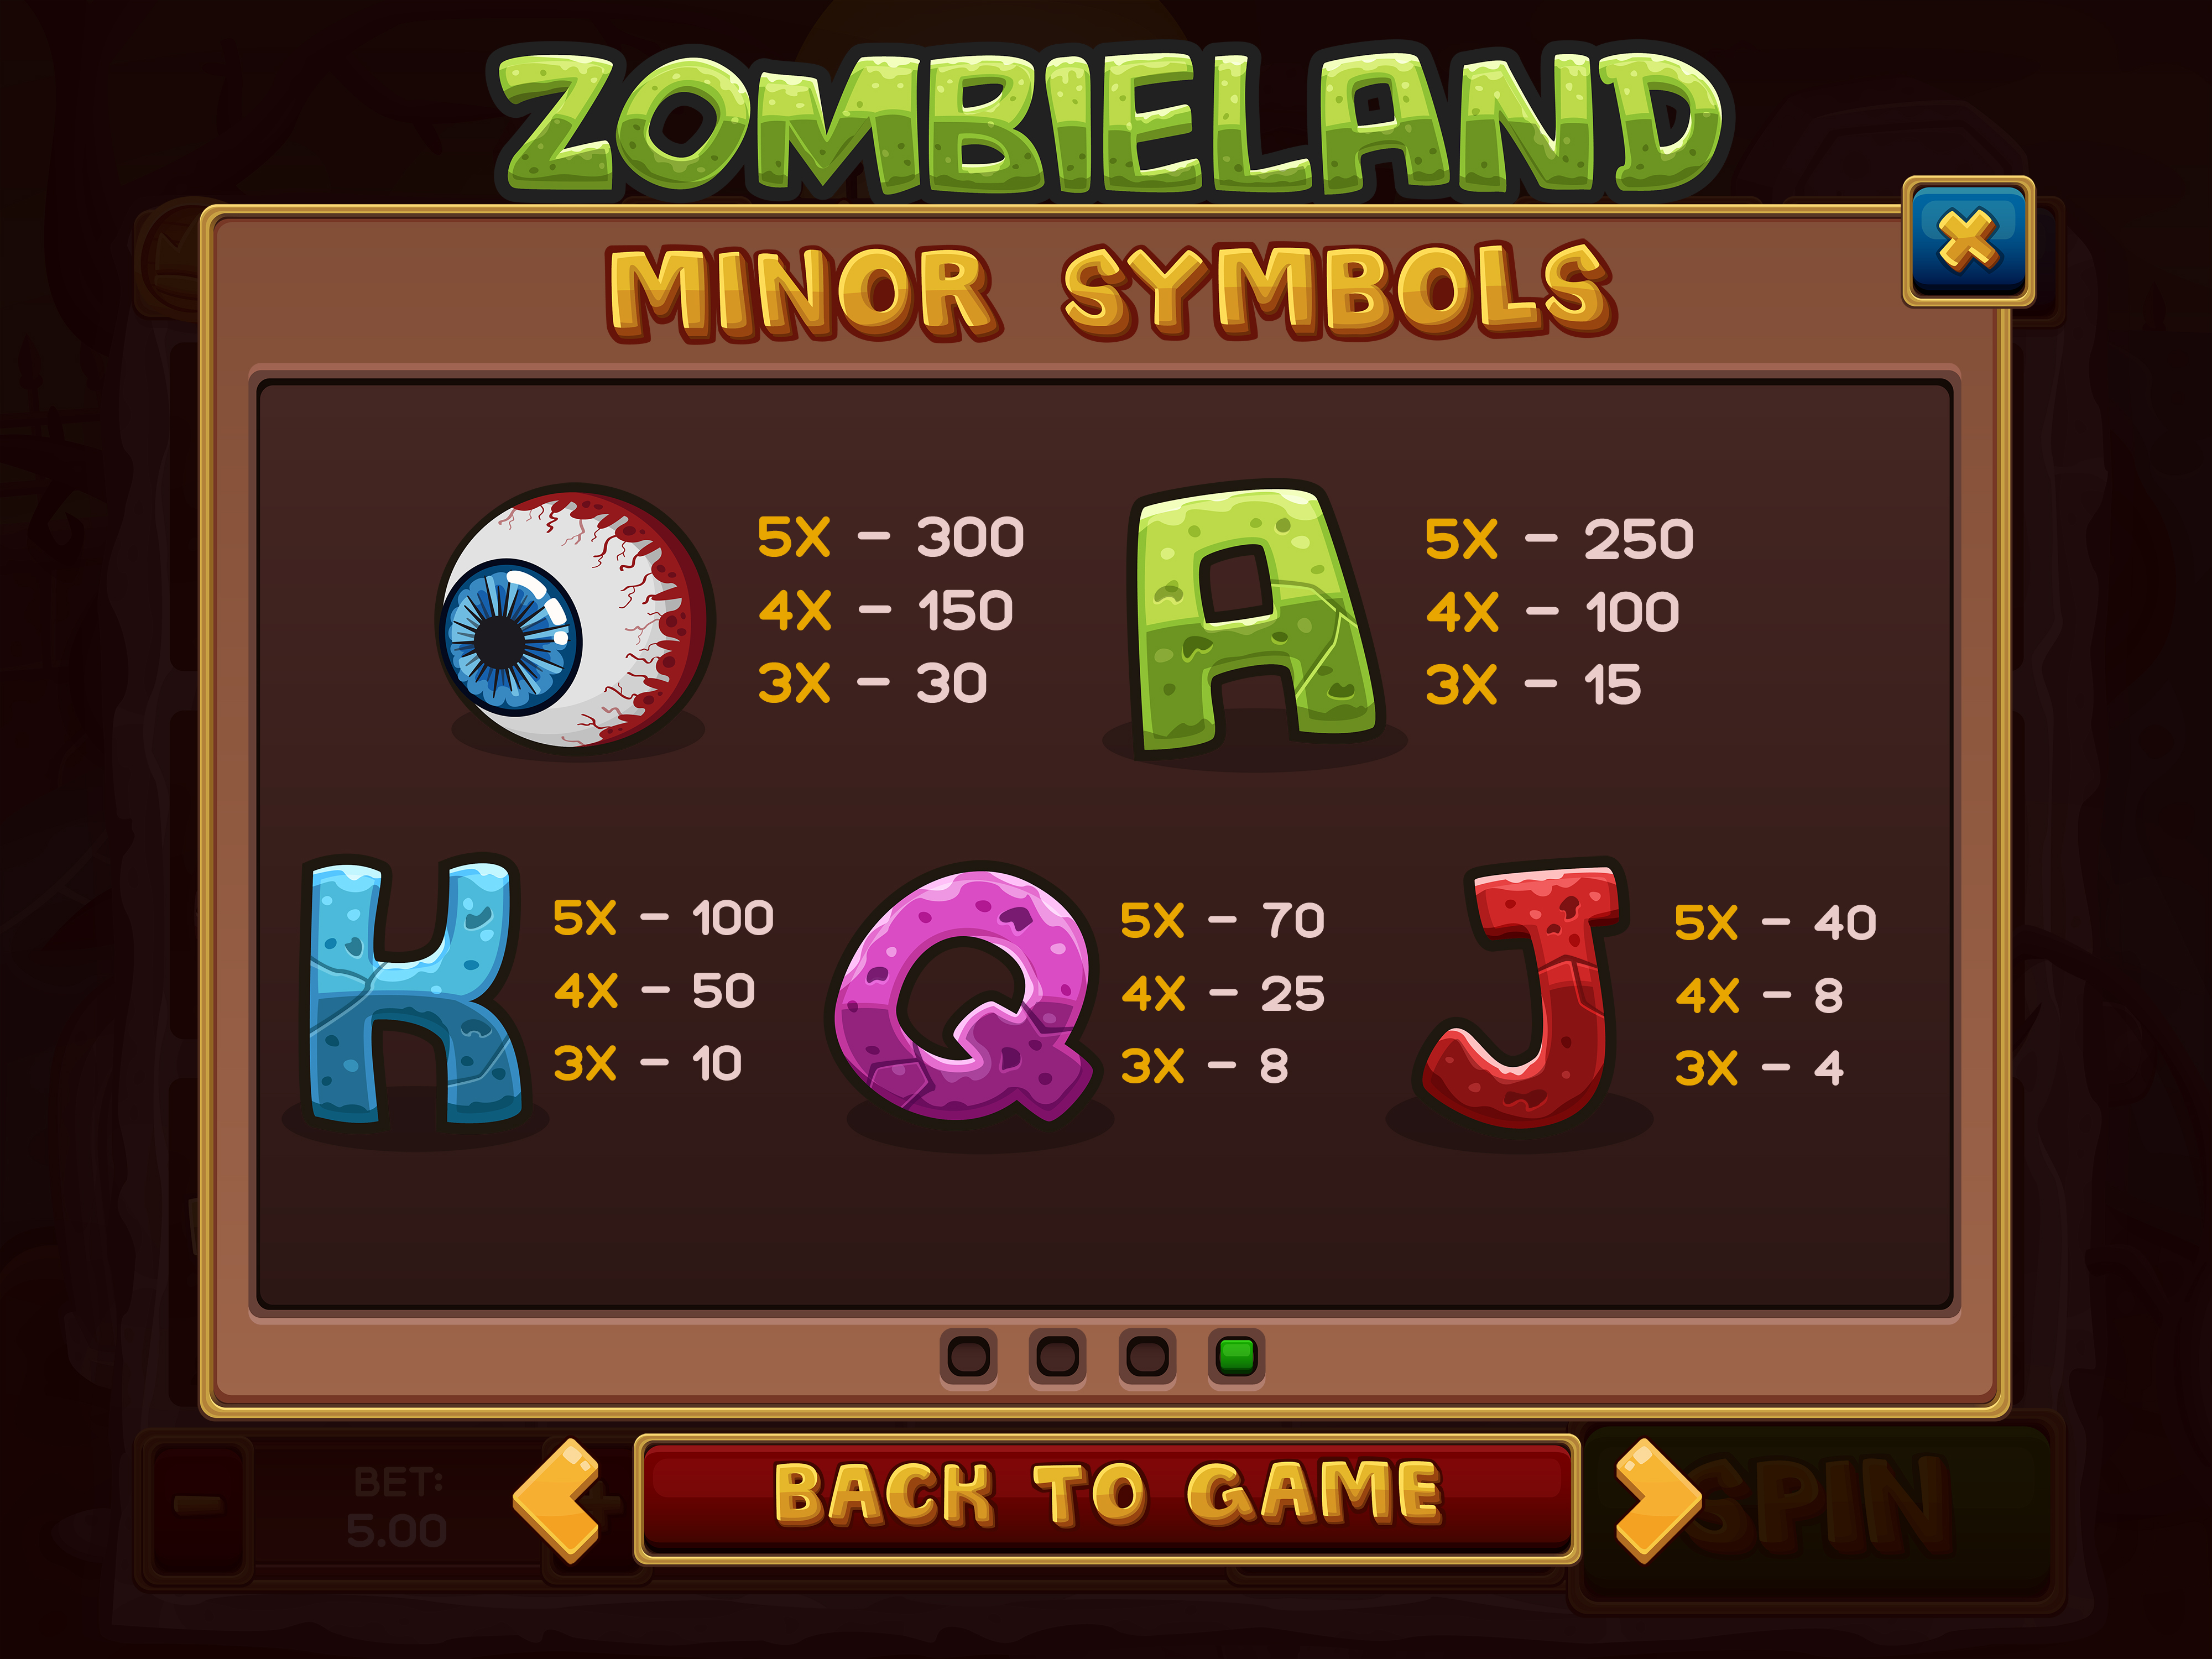 ZOMBIELAND
MINOR SYMBOLS
5X – 300
4X – 150
3X – 30
A
5X – 250
4X – 100
3X – 15
K
5X – 100
4X – 50
3X – 10
Q
5X – 70
4X – 25
3X – 8
J
5X – 40
4X – 8
3X – 4
BET:
5.00
BACK TO GAME
SPIN